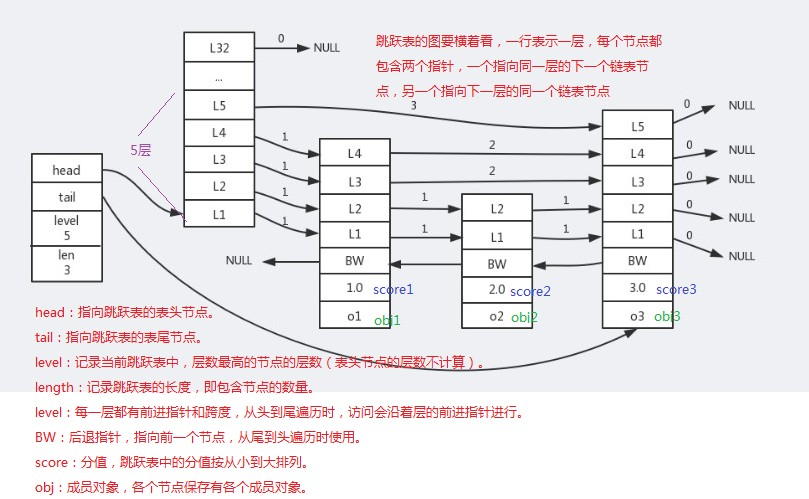 L32
0
NULL
...
L5
L4
L3
L2
L1
5层
跳跃表的图要横着看，一行表示一层，每个节点都
包含两个指针，一个指向同一层的下一个链表节
点，另一个指向下一层的同一个链表节点
3
1
1
1
1
head
tail
level
5
len
3
L4
L3
L2
L1
BW
1.0
o1
score1
obj1
NULL
2
2
1
1
L2
L1
BW
2.0
o2
score2
obj2
1
1
L5
L4
L3
L2
L1
BW
3.0
o3
score3
obj3
0
NULL
0
NULL
0
NULL
0
NULL
0
NULL
head：指向跳跃表的表头节点。
tail：指向跳跃表的表尾节点。
level：记录当前跳跃表中，层数最高的节点的层数（表头节点的层数不计算）。
length：记录跳跃表的长度，即包含节点的数量。
level：每一层都有前进指针和跨度，从头到尾遍历时，访问会沿着层的前进指针进行。
BW：后退指针，指向前一个节点，从尾到头遍历时使用。
score：分值，跳跃表中的分值按从小到大排列。
obj：成员对象，各个节点保存有各个成员对象。